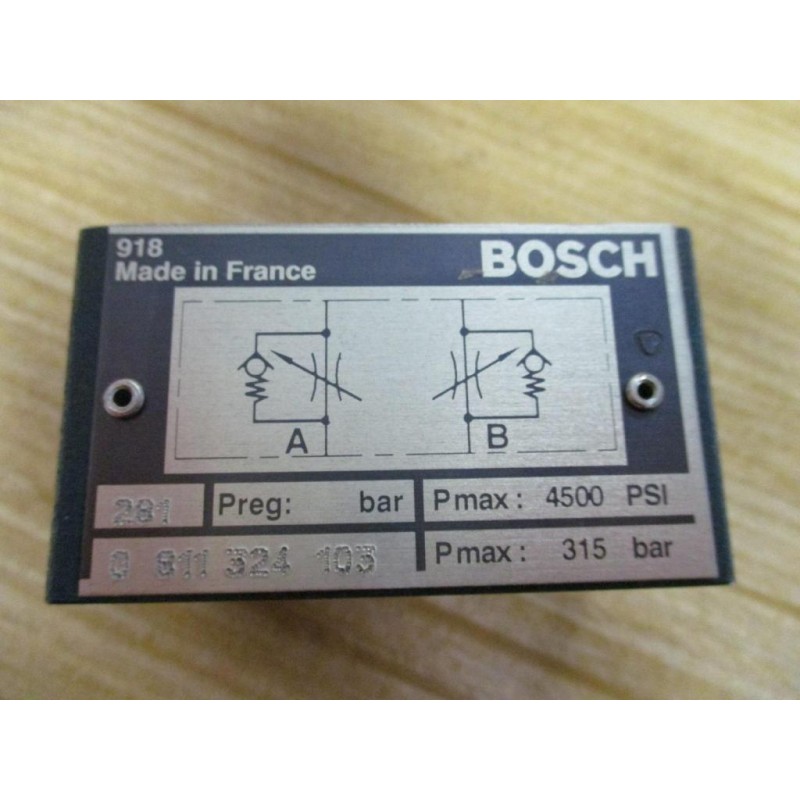 918
Made in France
BOSCH
A
B
281
Preg: bar
Pmax: 4500 PSI
0 811 324 103
Pmax: 315 bar